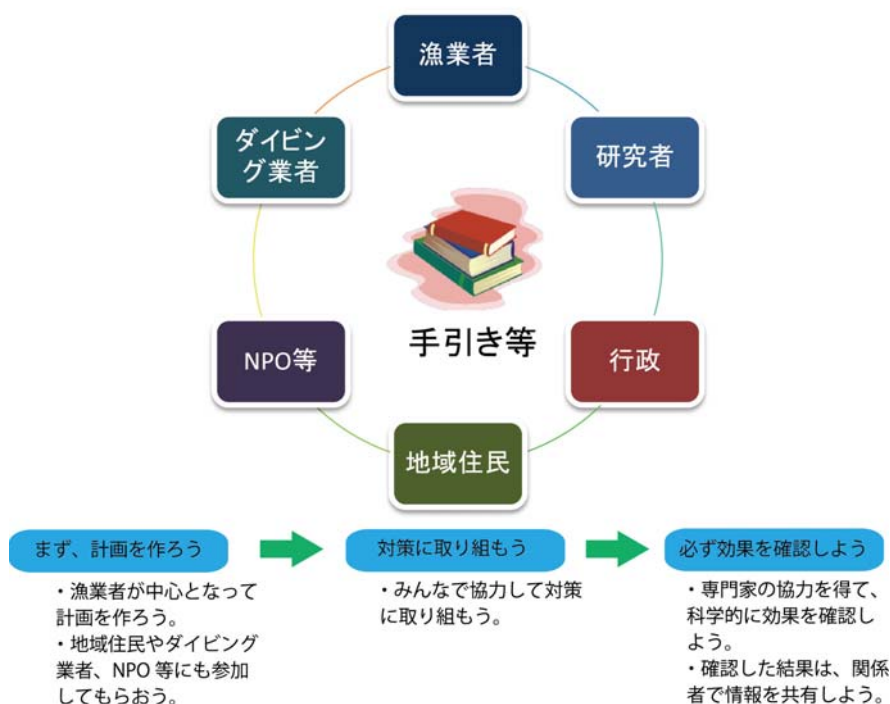 漁業者
ダイビン
グ業者
研究者
手引き等
NPO等
行政
地域住民
まず、計画を作ろう
・漁業者が中心となって
計画を作ろう。
・地域住民やダイビング
業者、NPO 等にも参加
してもらおう。
対策に取り組もう
・みんなで協力して対策
に取り組もう。
必ず効果を確認しよう
・専門家の協力を得て、
科学的に効果を確認し
よう。
・確認した結果は、関係
者で情報を共有しよう。